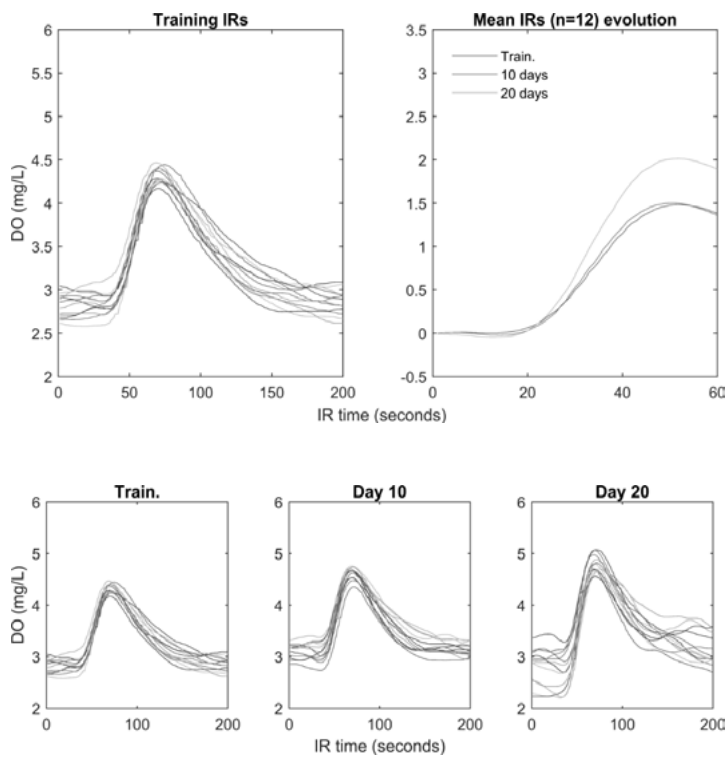 Training IRs
Mean IRs (n=12) evolution
6
5.5
5
4.5
4
3.5
3
2.5
2
DO (mg/L)
0 50 100 150 200
3.5
3
2.5
2
1.5
1
0.5
0
-0.5
Train.
10 days
20 days
0 20 40 60
IR time (seconds)
Train.
Day 10
Day 20
6
5
4
3
2
DO (mg/L)
0 100 200
6
5
4
3
2
0 100 200
6
5
4
3
2
0 100 200
IR time (seconds)